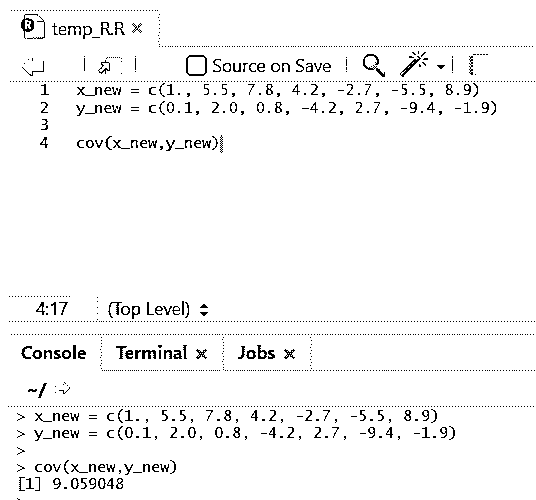 temp_R.R ×
Source on Save
1 x_new = c(1., 5.5, 7.8, 4.2, -2.7, -5.5, 8.9)
2 y_new = c(0.1, 2.0, 0.8, -4.2, 2.7, -9.4, -1.9)
3
4 cov(x_new,y_new)
4:17 (Top Level)
Console Terminal × Jobs ×
~/
> x_new = c(1., 5.5, 7.8, 4.2, -2.7, -5.5, 8.9)
> y_new = c(0.1, 2.0, 0.8, -4.2, 2.7, -9.4, -1.9)
>
> cov(x_new,y_new)
[1] 9.059048
>